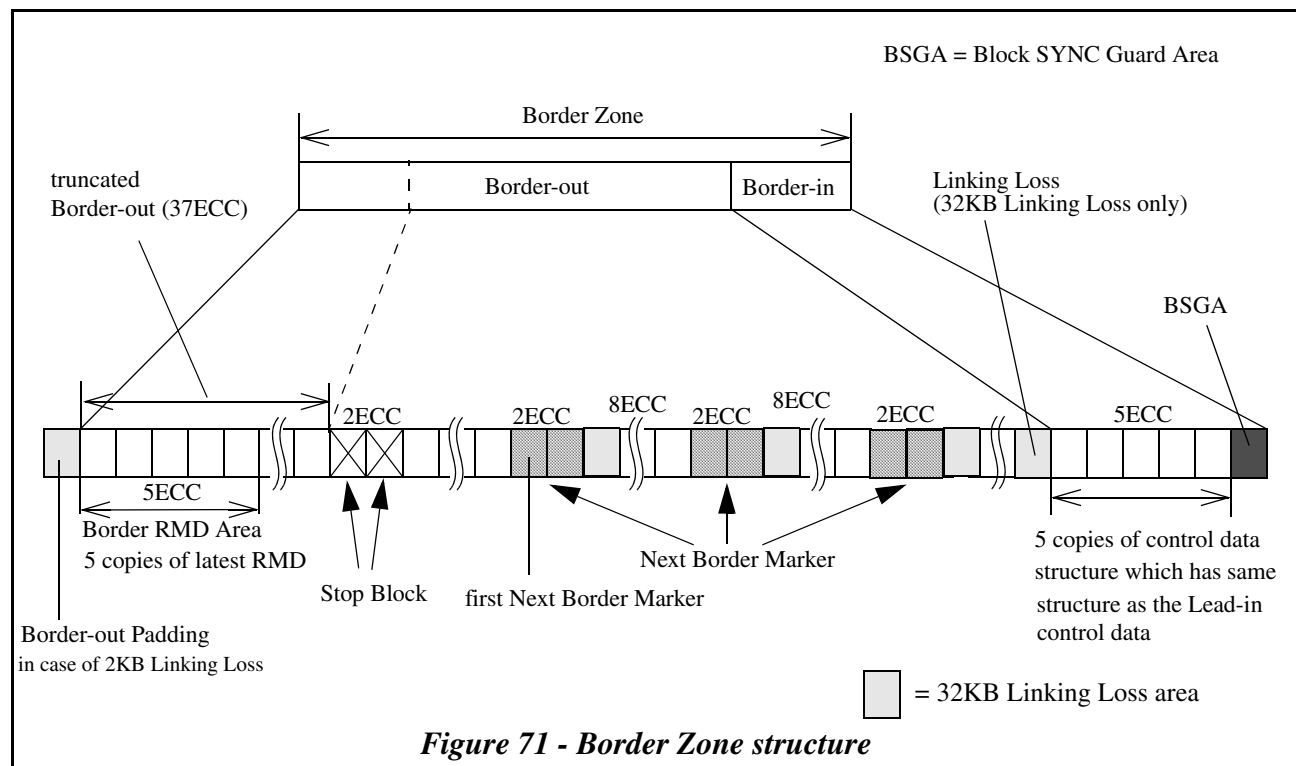 BSGA = Block SYNC Guard Area
Border Zone
truncated
Border-out (37ECC)
Border-out
Border-in
Linking Loss
(32KB Linking Loss only)
BSGA
2ECC
2ECC
8ECC
2ECC
8ECC
2ECC
5ECC
5ECC
Border RMD Area
5 copies of latest RMD
Stop Block
first Next Border Marker
Next Border Marker
5 copies of control data
structure which has same
structure as the Lead-in
control data
Border-out Padding
in case of 2KB Linking Loss
= 32KB Linking Loss area
Figure 71 - Border Zone structure